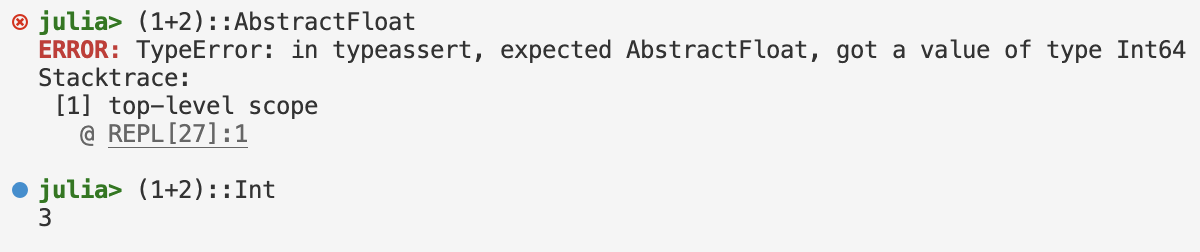 julia> (1+2)::AbstractFloat
ERROR: TypeError: in typeassert, expected AbstractFloat, got a value of type Int64
Stacktrace:
 [1] top-level scope
   @ REPL[27]:1

julia> (1+2)::Int
3